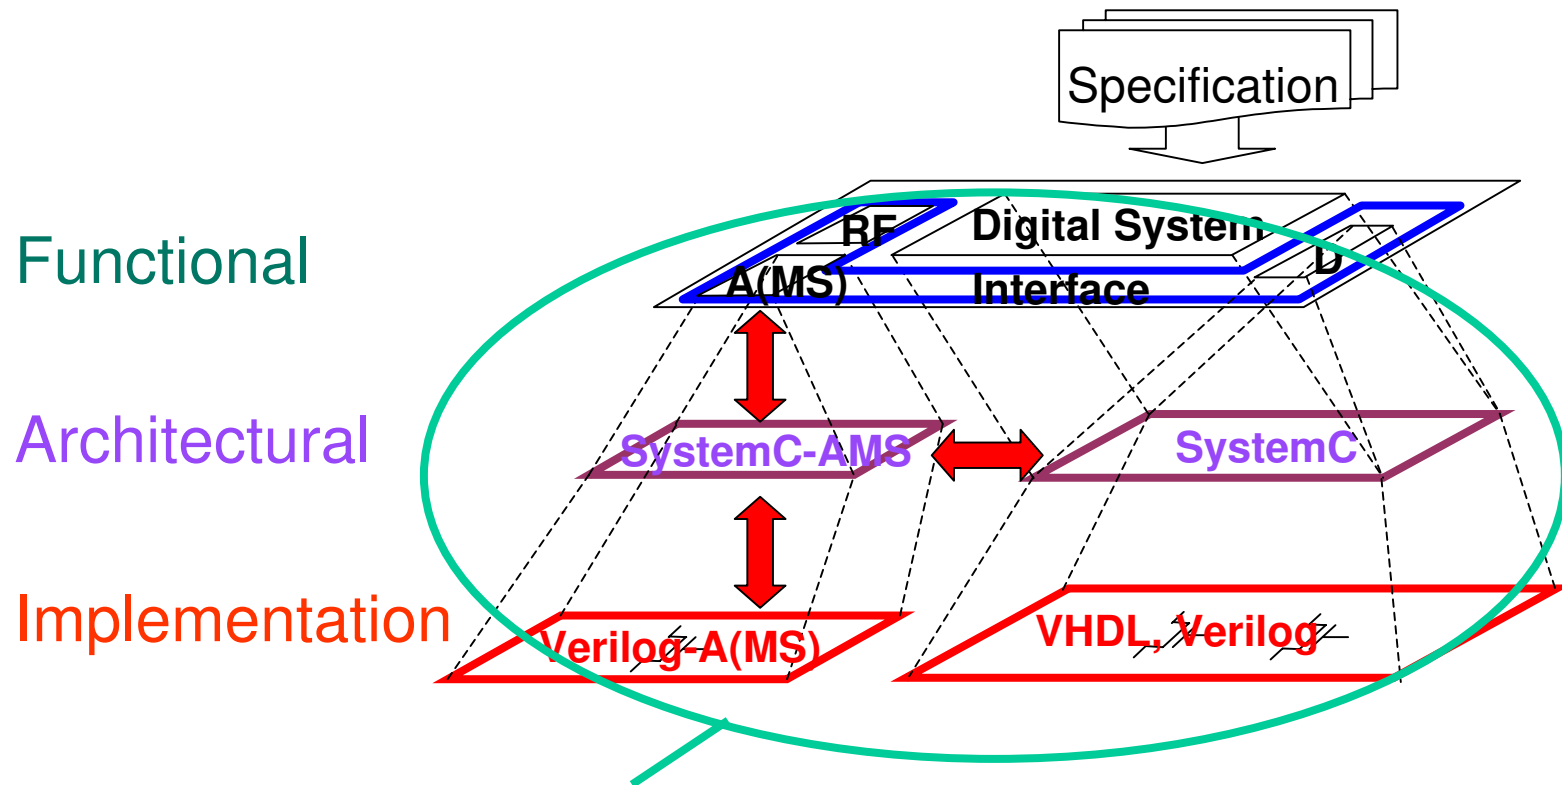 Specification
Functional
RF
Digital System
D
A(MS)
Interface
Architectural
SystemC-AMS
SystemC
Implementation
Verilog-A(MS)
VHDL, Verilog